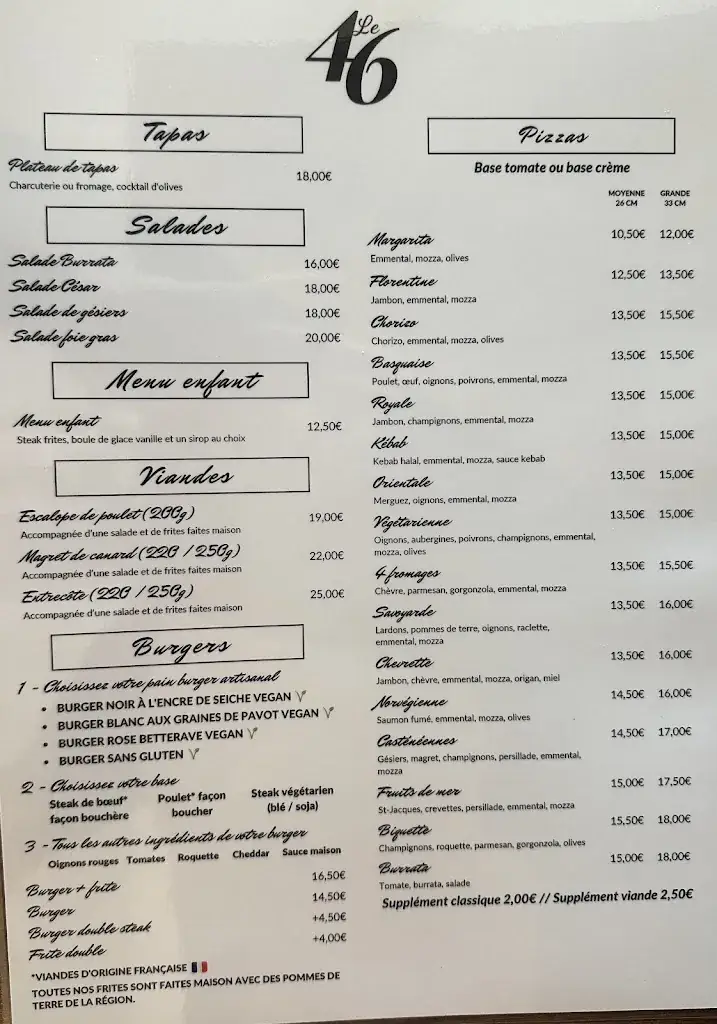 Le
46
Tapas
Plateau de tapas 18,00€
Charcuterie ou fromage, cocktail d'olives
Salades
Salade Burrata 16,00€
Salade César 18,00€
Salade de gésiers 18,00€
Salade foie gras 20,00€
Menu enfant
Menu enfant 12,50€
Steak frites, boule de glace vanille et un sirop au choix
Viandes
Escalope de poulet (200g) 19,00€
Accompagnée d'une salade et de frites faites maison
Magret de canard (220 / 250g) 22,00€
Accompagnée d'une salade et de frites faites maison
Entrecôte (220 / 250g) 25,00€
Accompagnée d'une salade et de frites faites maison
Burgers
1 - Choisissez votre pain burger artisanal
• BURGER NOIR À L'ENCRE DE SEICHE VEGAN
• BURGER BLANC AUX GRAINES DE PAVOT VEGAN
• BURGER ROSE BETTERAVE VEGAN
• BURGER SANS GLUTEN
2 - Choisissez votre base
Steak de bœuf* façon bouchère
Poulet* façon boucher
Steak végétarien (blé / soja)
3 - Tous les autres ingrédients de votre burger
Oignons rouges Tomates Roquette Cheddar Sauce maison
Burger + frite 16,50€
Burger 14,50€
Burger double steak +4,50€
Frite double +4,00€
*VIANDES D'ORIGINE FRANÇAISE
TOUTES NOS FRITES SONT FAITES MAISON AVEC DES POMMES DE
TERRE DE LA RÉGION.
Pizzas
Base tomate ou base crème
MOYENNE GRANDE
26 CM 33 CM
Margarita 10,50€ 12,00€
Emmental, mozza, olives
Florentine 12,50€ 13,50€
Jambon, emmental, mozza
Chorizo 13,50€ 15,50€
Chorizo, emmental, mozza, olives
Basquaise 13,50€ 15,50€
Poulet, œuf, oignons, poivrons, emmental, mozza
Royale 13,50€ 15,00€
Jambon, champignons, emmental, mozza
Kébab 13,50€ 15,00€
Kebab halal, emmental, mozza, sauce kebab
Orientale 13,50€ 15,00€
Merguez, oignons, emmental, mozza
Végétarienne 13,50€ 15,00€
Oignons, aubergines, poivrons, champignons, emmental,
mozza, olives
4 fromages 13,50€ 15,50€
Chèvre, parmesan, gorgonzola, emmental, mozza
Savoyarde 13,50€ 16,00€
Lardons, pommes de terre, oignons, raclette,
emmental, mozza
Chevrette 13,50€ 16,00€
Jambon, chèvre, emmental, mozza, origan, miel
Norvégienne 14,50€ 16,00€
Saumon fumé, emmental, mozza, olives
Casténéennes 14,50€ 17,00€
Gésiers, magret, champignons, persillade, emmental,
mozza
Fruits de mer 15,00€ 17,50€
St-Jacques, crevettes, persillade, emmental, mozza
Biquette 15,50€ 18,00€
Champignons, roquette, parmesan, gorgonzola, olives
Burrata 15,00€ 18,00€
Tomate, burrata, salade
Supplément classique 2,00€ // Supplément viande 2,50€